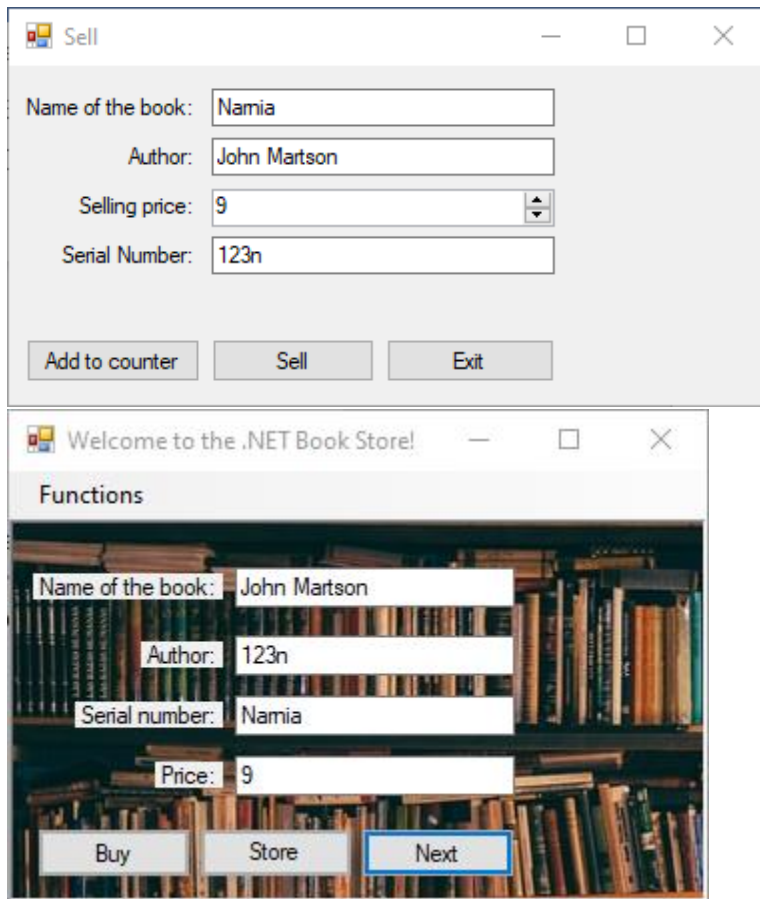 Sell
Name of the book: Narnia
Author: John Martson
Selling price: 9
Serial Number: 123n
Add to counter Sell Exit
Welcome to the .NET Book Store!
Functions
Name of the book: John Martson
Author: 123n
Serial number: Narnia
Price: 9
Buy Store Next